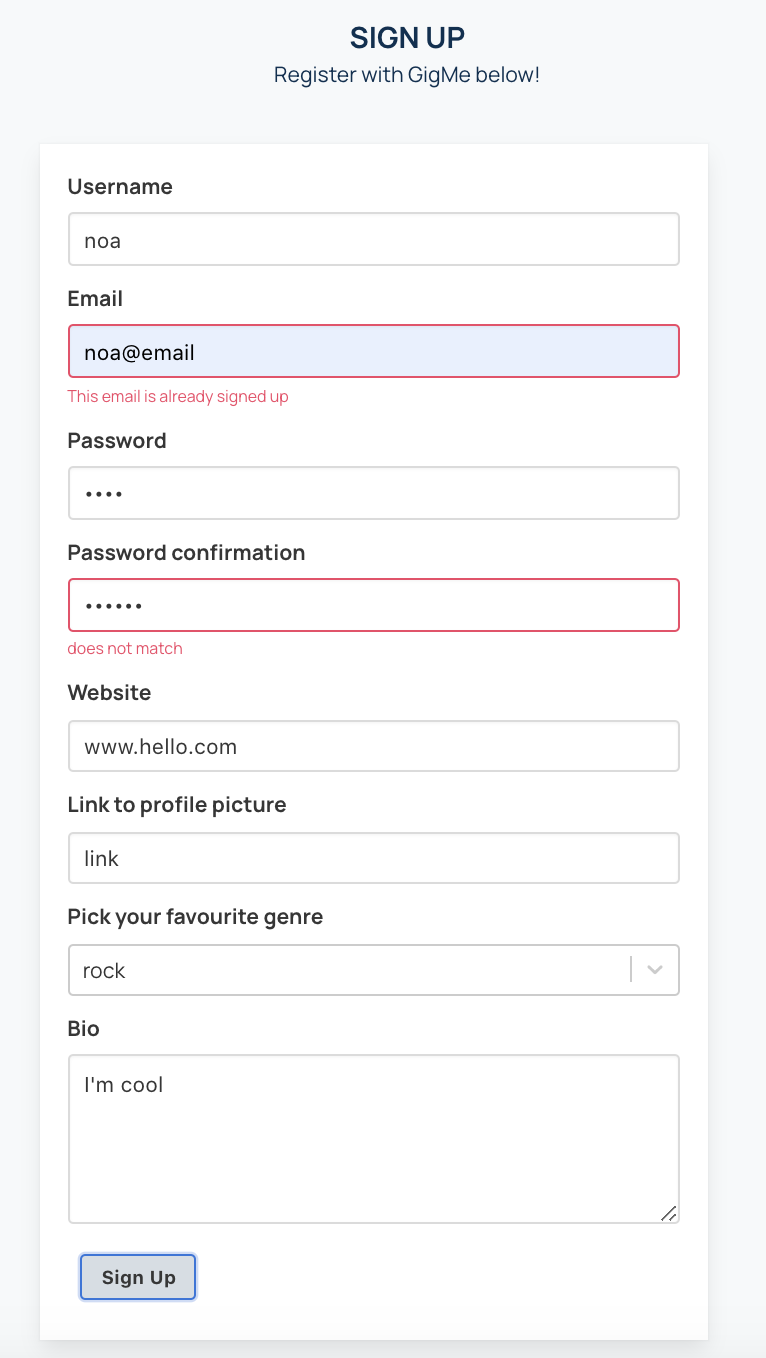 SIGN UP
Register with GigMe below!
Username
noa
Email
noa@email
This email is already signed up
Password
••••
Password confirmation
••••••
does not match
Website
www.hello.com
Link to profile picture
link
Pick your favourite genre
rock
Bio
I'm cool
Sign Up